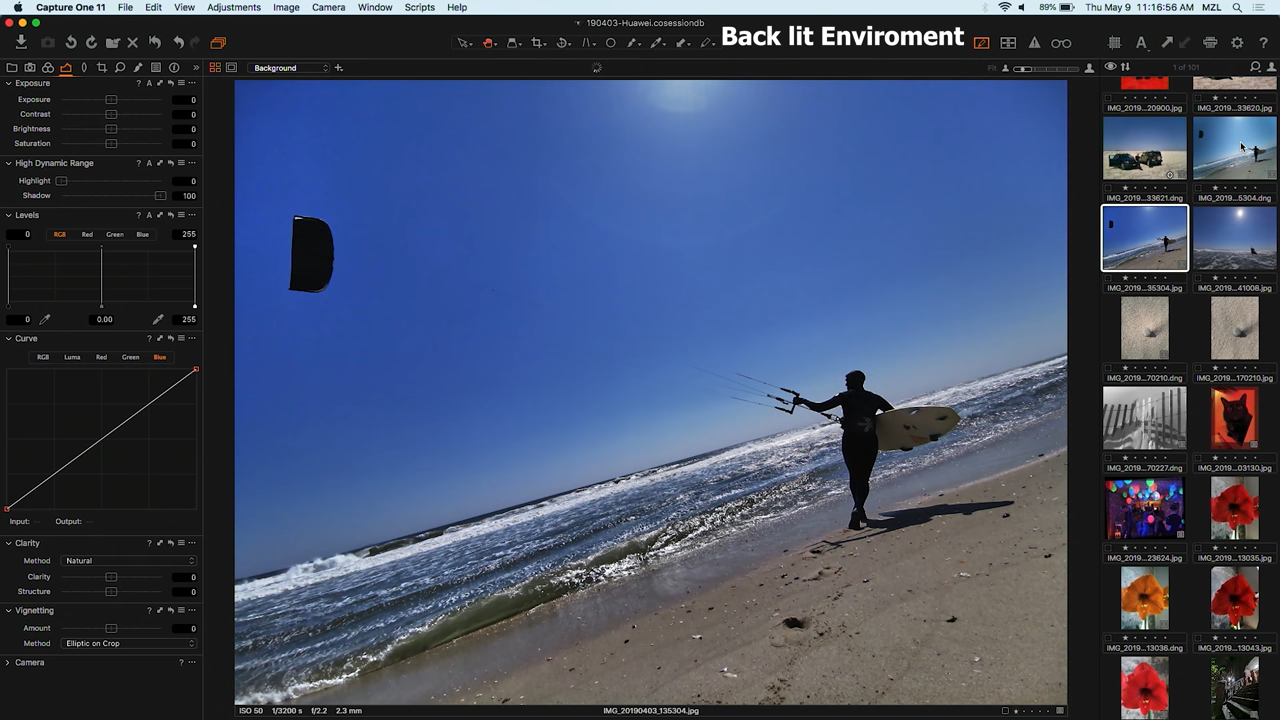 Capture One 11 File Edit View Adjustments Image Camera Window Scripts Help 89% Thu May 9 11:16:56 AM MZL
190403-Huawei.cosessiondb
Back lit Enviroment
Background
Fit
1 of 101
Exposure
Exposure 0
Contrast 0
Brightness 0
Saturation 0
High Dynamic Range
Highlight 0
Shadow 100
Levels
0 RGB Red Green Blue 255
0 0.00 255
Curve
RGB Luma Red Green Blue
Input: -- Output: --
Clarity
Method Natural
Clarity 0
Structure 0
Vignetting
Amount 0
Method Elliptic on Crop
Camera
ISO 50 1/3200 s f/2.2 2.3 mm
IMG_20190403_135304.jpg
IMG_2019...20900.jpg
...33620.jpg
IMG_2019...33621.dng
...5304.dng
IMG_2019...35304.jpg
IMG_2019...41008.jpg
IMG_2019...70210.dng
IMG_2019...170210.jpg
IMG_2019...70227.dng
IMG_2019...03130.jpg
IMG_2019...23624.jpg
IMG_2019...13035.jpg
IMG_2019...13036.jpg
IMG_2019...13043.jpg